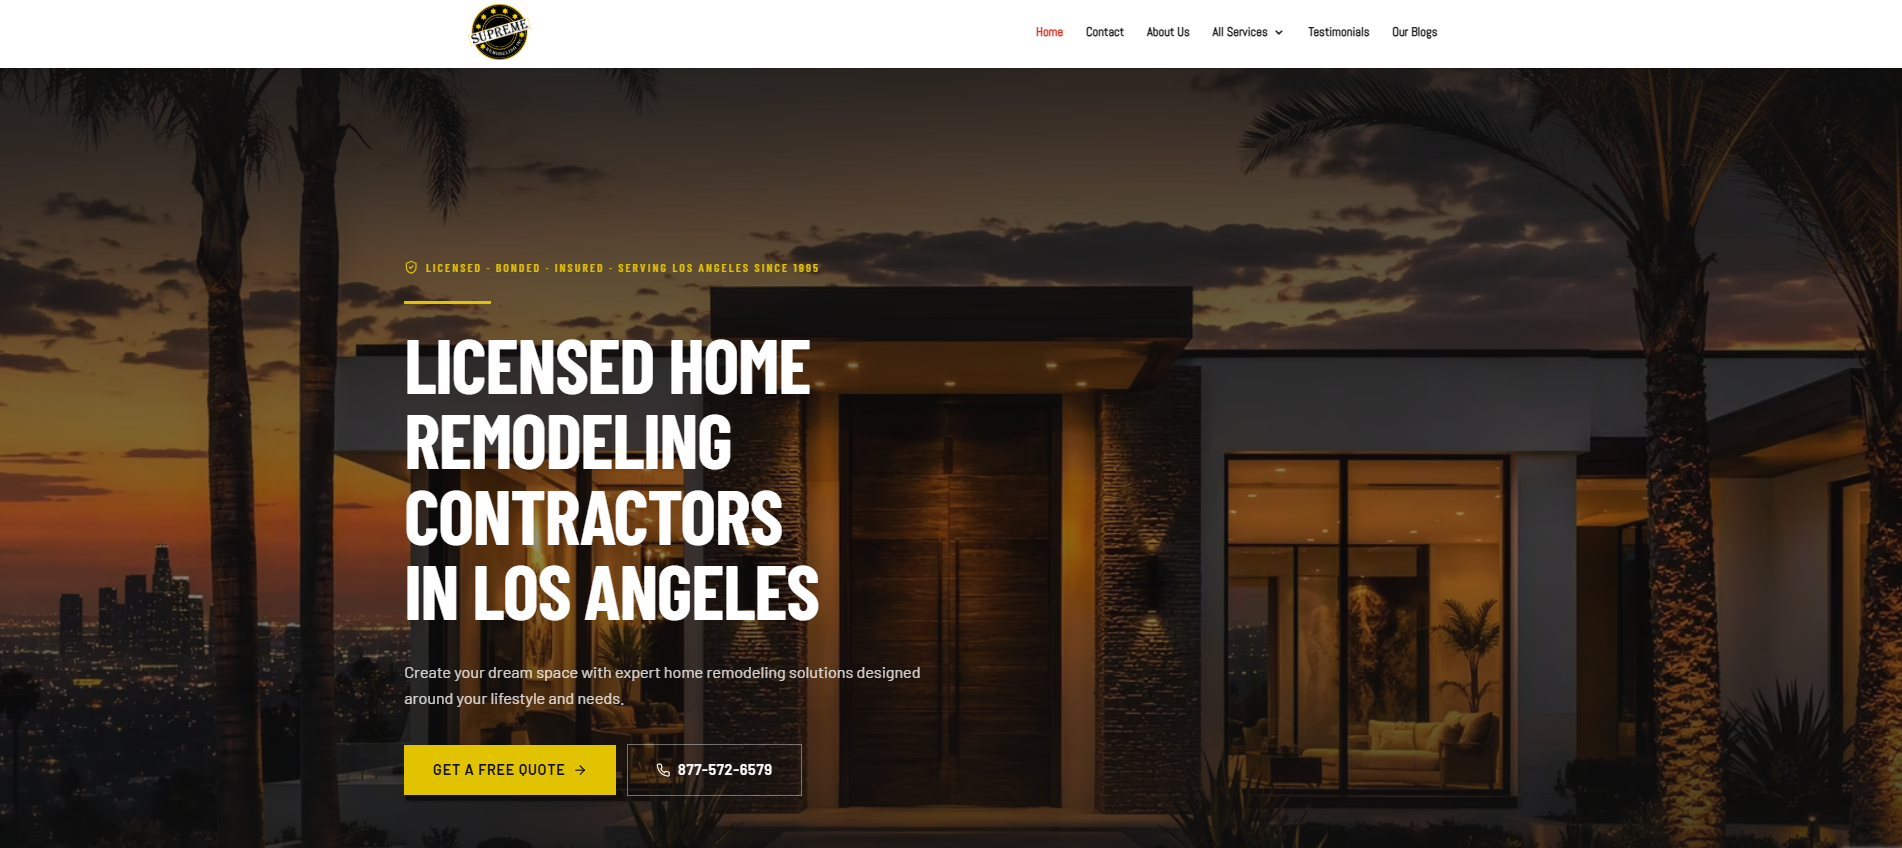 SUPREME
REMODELING INC
Home
Contact
About Us
All Services
Testimonials
Our Blogs
LICENSED · BONDED · INSURED · SERVING LOS ANGELES SINCE 1995
LICENSED HOME
REMODELING
CONTRACTORS
IN LOS ANGELES
Create your dream space with expert home remodeling solutions designed
around your lifestyle and needs.
GET A FREE QUOTE
877-572-6579